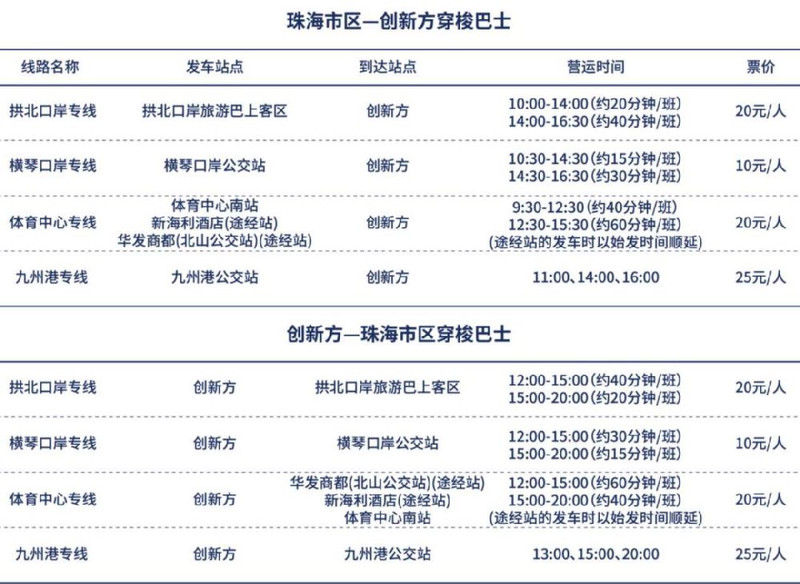 珠海市区—创新方穿梭巴士
线路名称 发车站点 到达站点 营运时间 票价
拱北口岸专线 拱北口岸旅游巴上客区 创新方 10:00-14:00(约20分钟/班) 20元/人
14:00-16:30(约40分钟/班)
横琴口岸专线 横琴口岸公交站 创新方 10:30-14:30(约15分钟/班) 10元/人
14:30-16:30(约30分钟/班)
体育中心专线 体育中心南站 创新方 9:30-12:30(约40分钟/班) 20元/人
新海利酒店(途经站) 12:30-15:30(约60分钟/班)
华发商都(北山公交站)(途经站) (途经站的发车时以始发时间顺延)
九州港专线 九州港公交站 创新方 11:00、14:00、16:00 25元/人
创新方—珠海市区穿梭巴士
拱北口岸专线 创新方 拱北口岸旅游巴上客区 12:00-15:00(约40分钟/班) 20元/人
15:00-20:00(约20分钟/班)
横琴口岸专线 创新方 横琴口岸公交站 12:00-15:00(约30分钟/班) 10元/人
15:00-20:00(约15分钟/班)
体育中心专线 创新方 华发商都(北山公交站)(途经站) 12:00-15:00(约60分钟/班) 20元/人
新海利酒店(途经站) 15:00-20:00(约40分钟/班)
体育中心南站 (途经站的发车时以始发时间顺延)
九州港专线 创新方 九州港公交站 13:00、15:00、20:00 25元/人